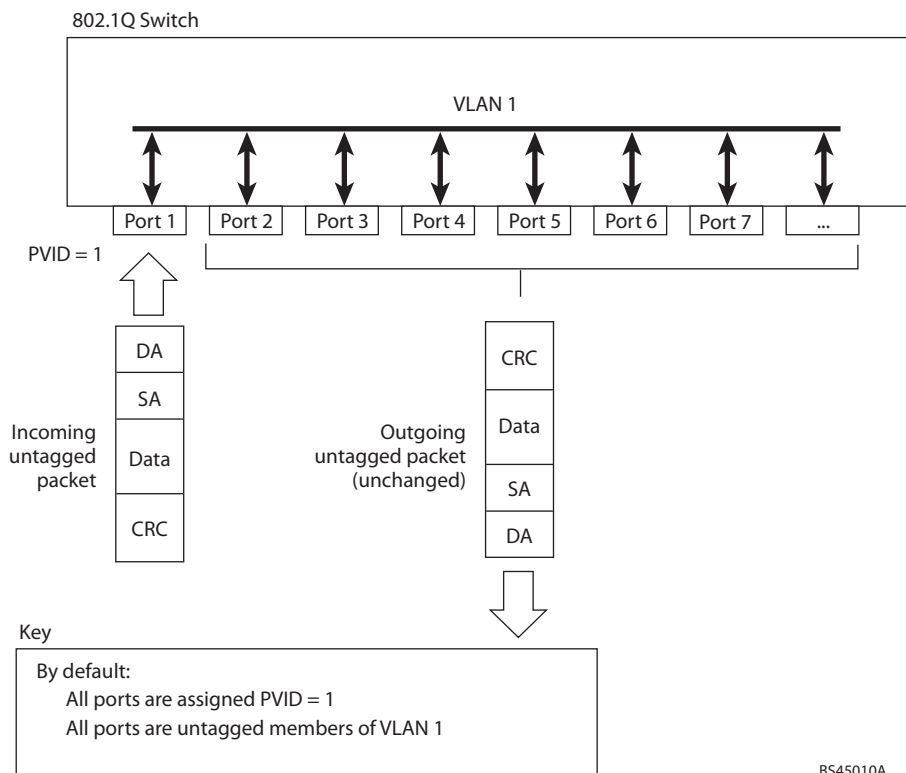 802.1Q Switch
VLAN 1
Port 1
Port 2
Port 3
Port 4
Port 5
Port 6
Port 7
...
PVID = 1
DA
SA
Data
CRC
Incoming
untagged
packet
CRC
Data
SA
DA
Outgoing
untagged packet
(unchanged)
Key
By default:
All ports are assigned PVID = 1
All ports are untagged members of VLAN 1
BS45010A